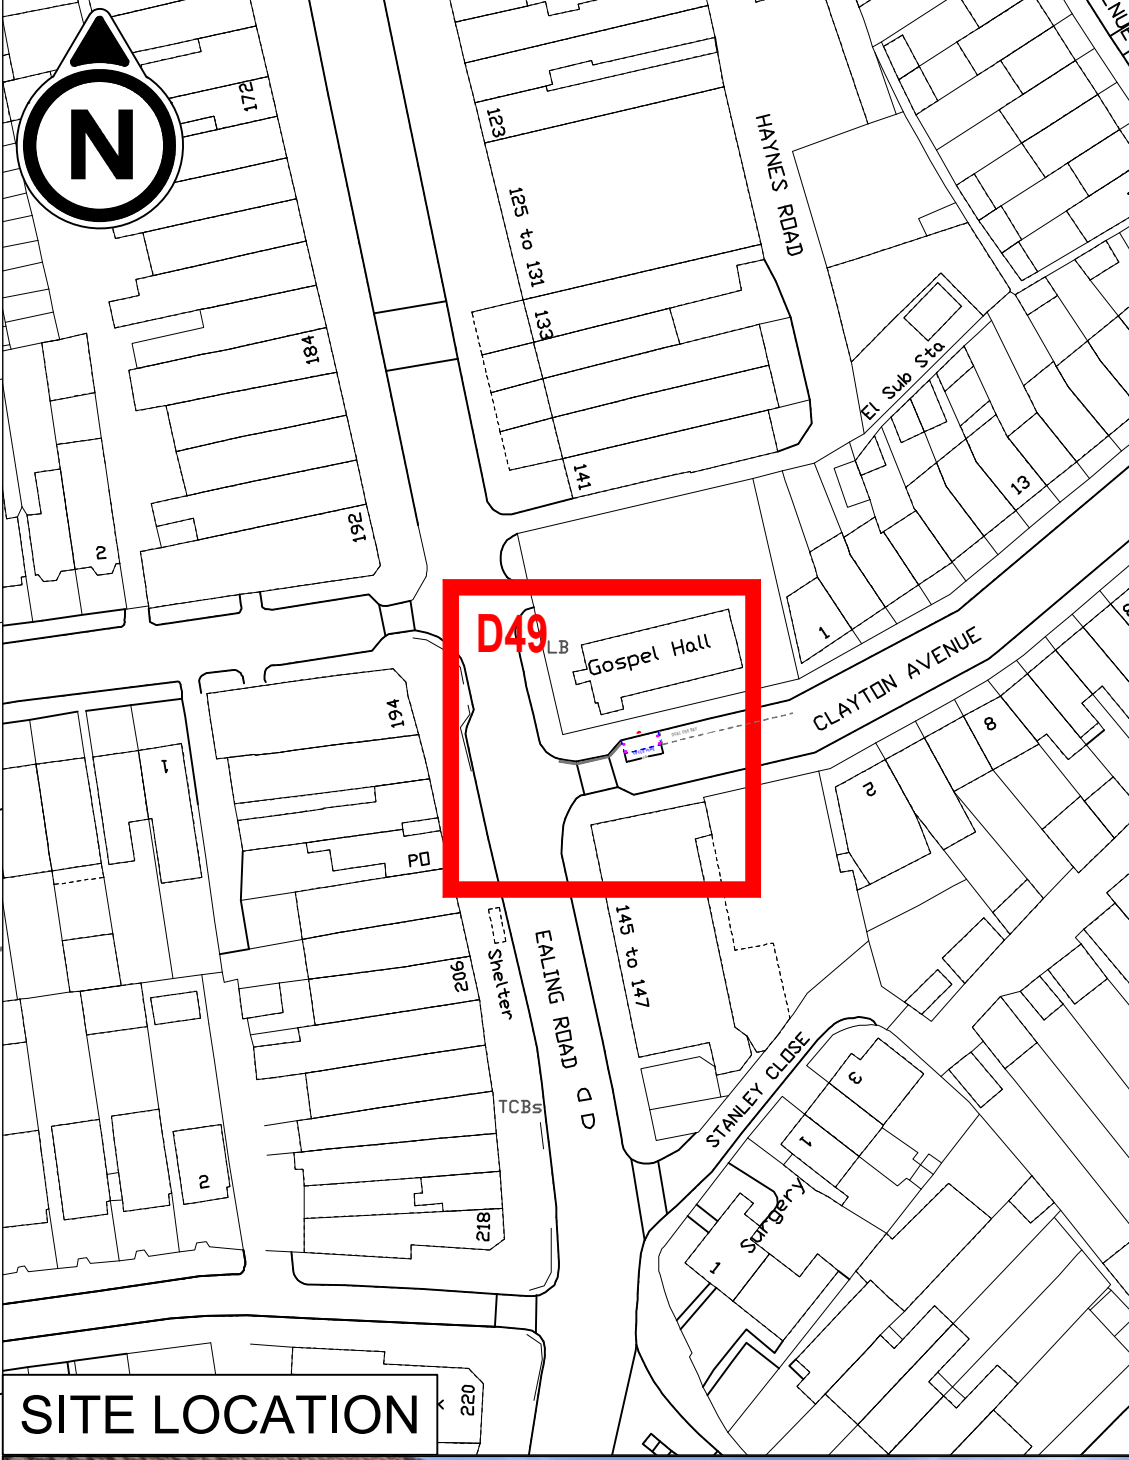 N
172
123
HAYNES ROAD
125 to 131
133
184
El Sub Sta
141
13
192
2
D49
LB
Gospel Hall
1
CLAYTON AVENUE
194
8
2
1
PO
145 to 147
EALING ROAD
Shelter
206
STANLEY CLOSE
3
TCBs
1
2
Surgery
218
1
220
SITE LOCATION